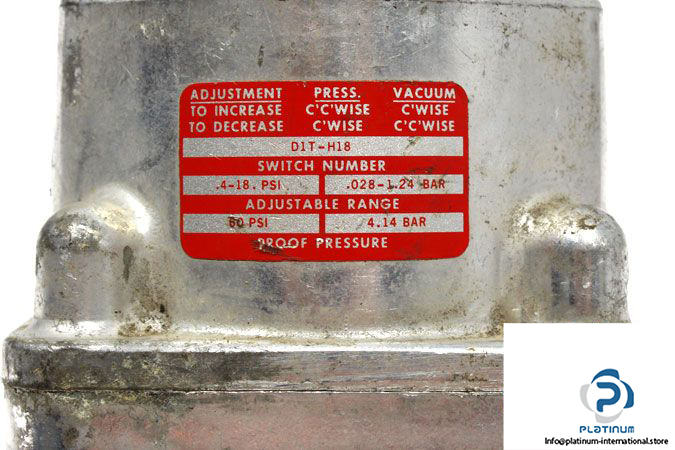 ADJUSTMENT PRESS. VACUUM
TO INCREASE C'C'WISE C'WISE
TO DECREASE C'WISE C'C'WISE
D1T-H18
SWITCH NUMBER
.4-18. PSI .028-1.24 BAR
ADJUSTABLE RANGE
60 PSI 4.14 BAR
PROOF PRESSURE
PLATINUM
Info@platinum-international.store